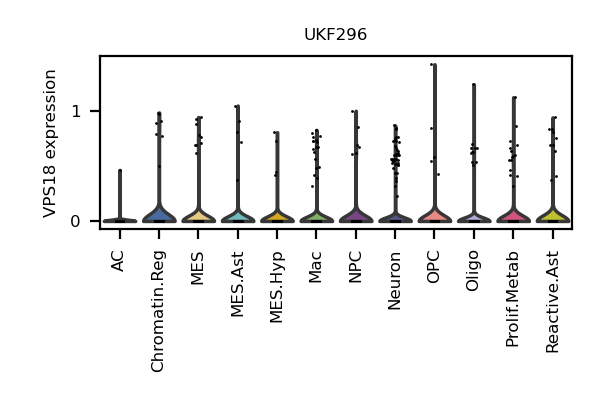 UKF296
VPS18 expression
1
0
AC
Chromatin.Reg
MES
MES.Ast
MES.Hyp
Mac
NPC
Neuron
OPC
Oligo
Prolif.Metab
Reactive.Ast